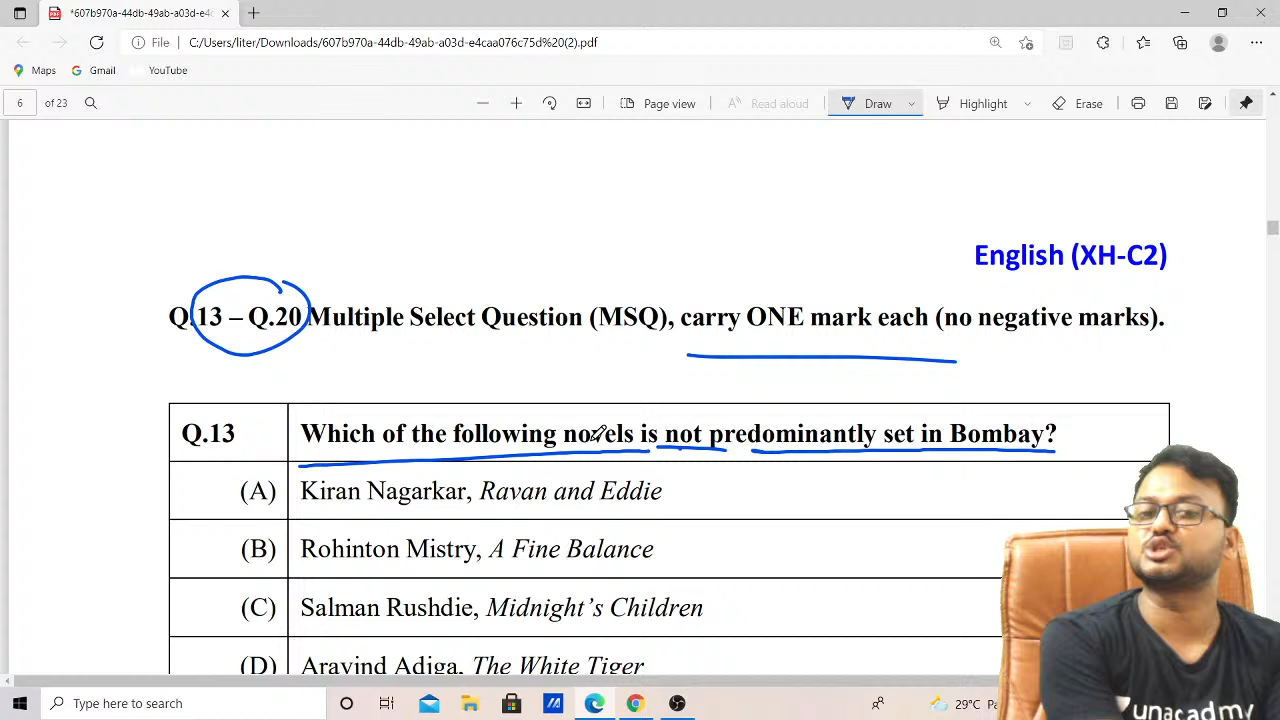 *607b970a-44db-49ab-a03d-e4c
File
C:/Users/liter/Downloads/607b970a-44db-49ab-a03d-e4caa076c75d%20(2).pdf
Maps
Gmail
YouTube
6 of 23
Page view
Read aloud
Draw
Highlight
Erase
English (XH-C2)
Q.13 – Q.20 Multiple Select Question (MSQ), carry ONE mark each (no negative marks).
Q.13 Which of the following novels is not predominantly set in Bombay?
(A) Kiran Nagarkar, Ravan and Eddie
(B) Rohinton Mistry, A Fine Balance
(C) Salman Rushdie, Midnight's Children
(D) Aravind Adiga, The White Tiger
unacademy
Type here to search
29°C